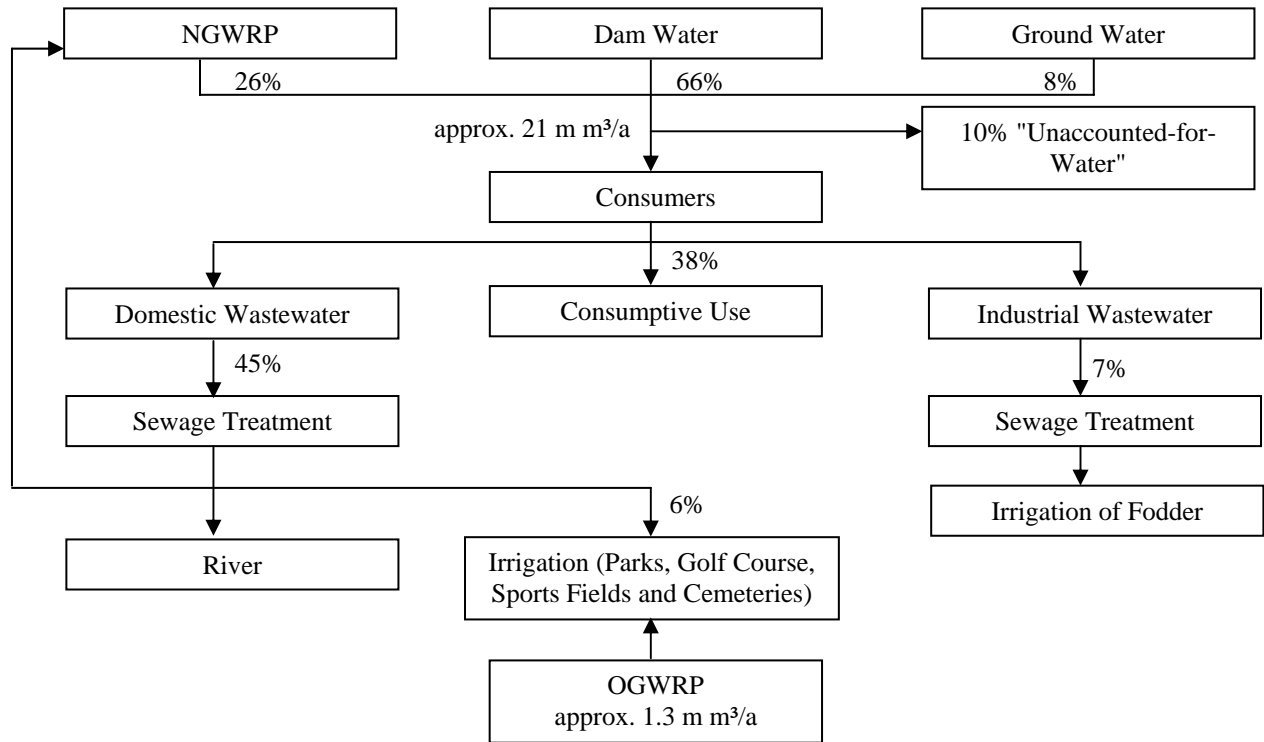 NGWRP
Dam Water
Ground Water
26%
66%
8%
approx. 21 m m³/a
10% "Unaccounted-for-
Water"
Consumers
38%
Domestic Wastewater
Consumptive Use
Industrial Wastewater
45%
7%
Sewage Treatment
Sewage Treatment
6%
Irrigation of Fodder
River
Irrigation (Parks, Golf Course,
Sports Fields and Cemeteries)
OGWRP
approx. 1.3 m m³/a